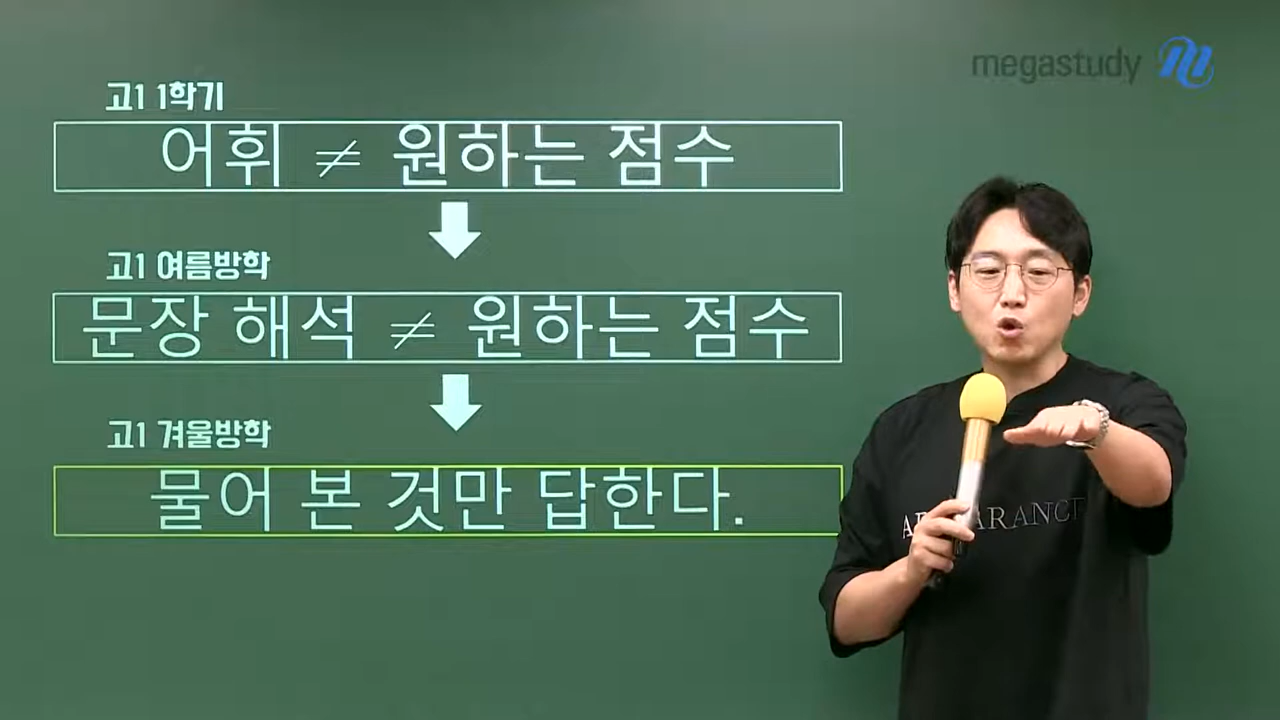 megastudy
고1 1학기
어휘 ≠ 원하는 점수
고1 여름방학
문장 해석 ≠ 원하는 점수
고1 겨울방학
물어 본 것만 답한다.